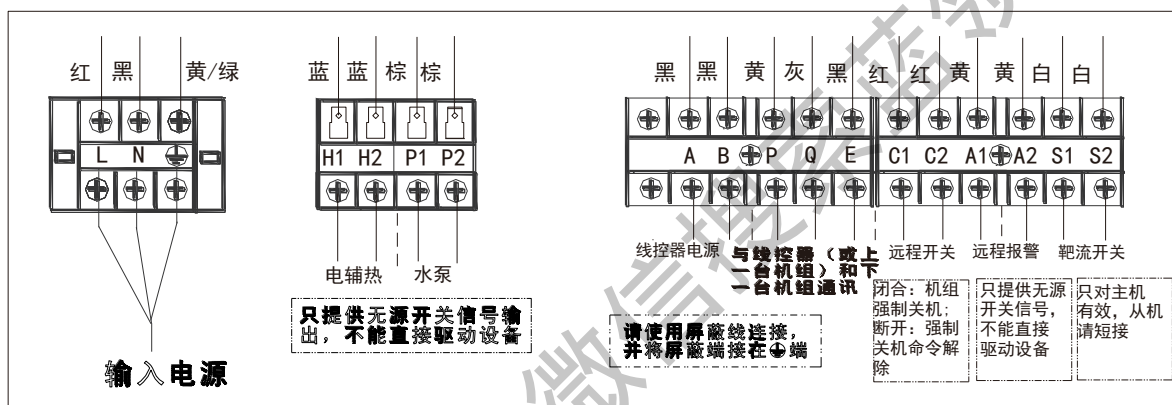 红 黑 黄/绿
L N
输入电源
蓝 蓝 棕 棕
H1 H2 P1 P2
电辅热 水泵
只提供无源开关信号输
出，不能直接驱动设备
黑 黑 黄 灰 黑 红 红 黄 黄 白 白
A B P Q E C1 C2 A1 A2 S1 S2
线控器电源
与线控器（或上
一台机组）和下
一台机组通讯
请使用屏蔽线连接，
并将屏蔽端接在⏚端
远程开关
闭合：机组
强制关机；
断开：强制
关机命令解
除
远程报警
只提供无源
开关信号，
不能直接
驱动设备
靶流开关
只对主机
有效，从机
请短接
微信搜索蓝领